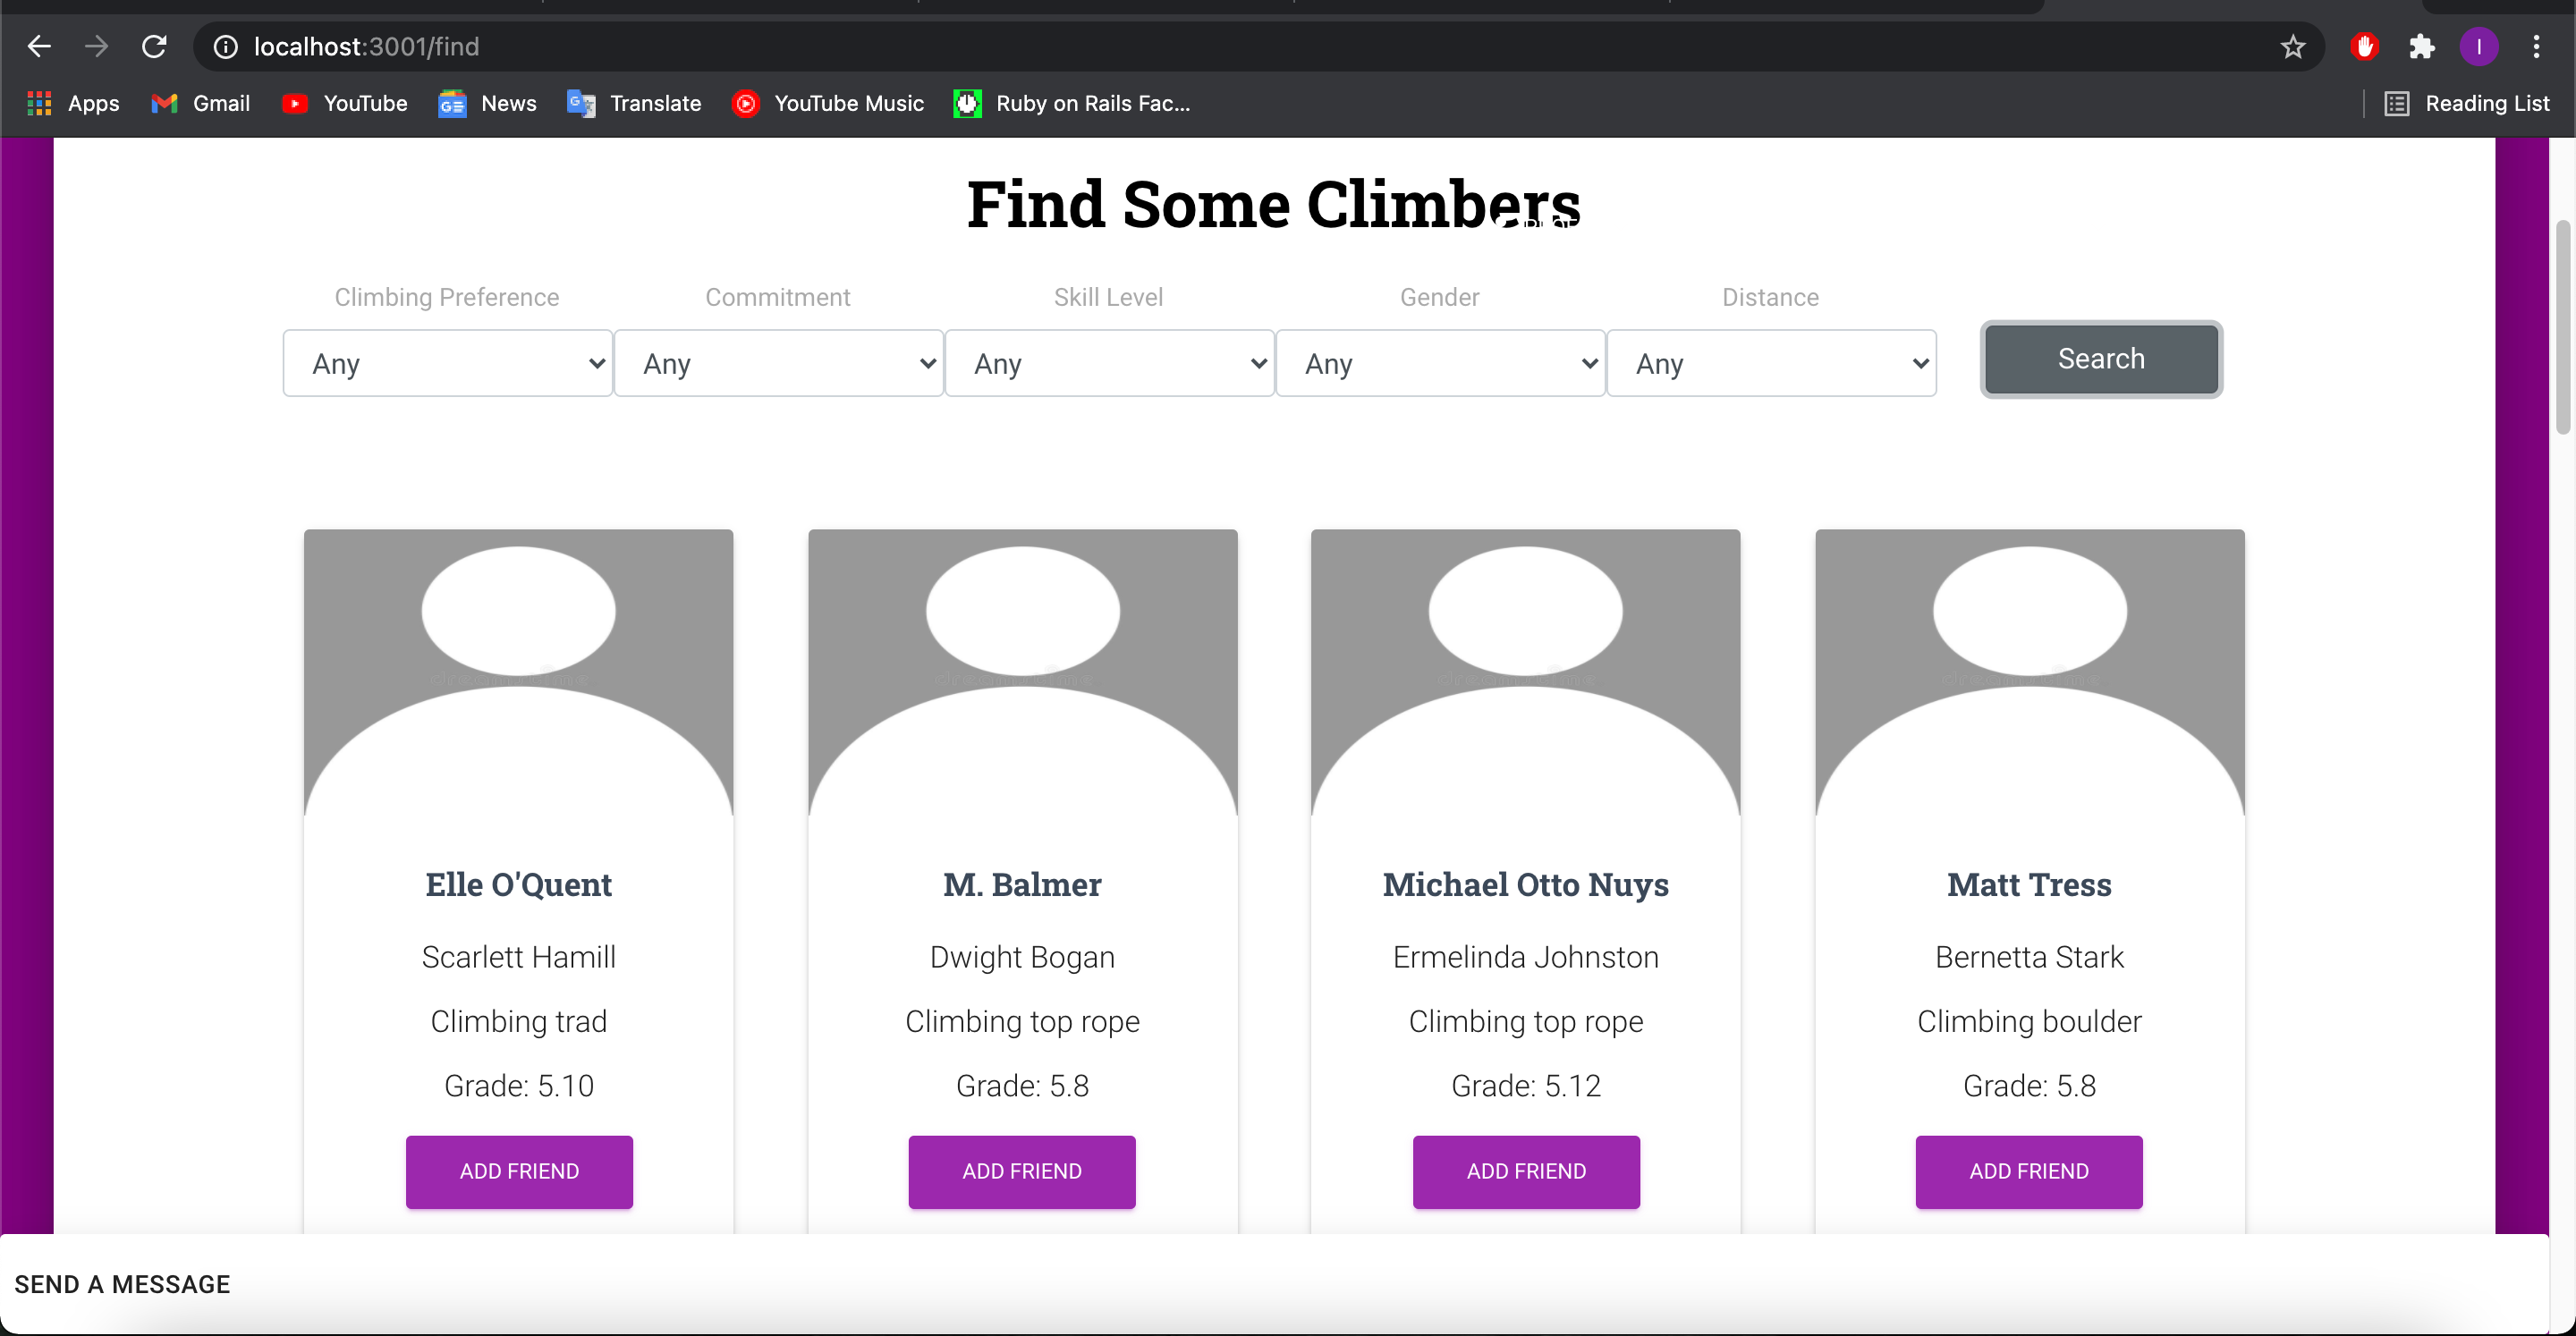 localhost:3001/find
I
Apps Gmail YouTube News Translate YouTube Music Ruby on Rails Fac... Reading List
Find Some Climbers
Climbing Preference Commitment Skill Level Gender Distance
Any Any Any Any Any Search
Elle O'Quent M. Balmer Michael Otto Nuys Matt Tress
Scarlett Hamill Dwight Bogan Ermelinda Johnston Bernetta Stark
Climbing trad Climbing top rope Climbing top rope Climbing boulder
Grade: 5.10 Grade: 5.8 Grade: 5.12 Grade: 5.8
ADD FRIEND ADD FRIEND ADD FRIEND ADD FRIEND
SEND A MESSAGE